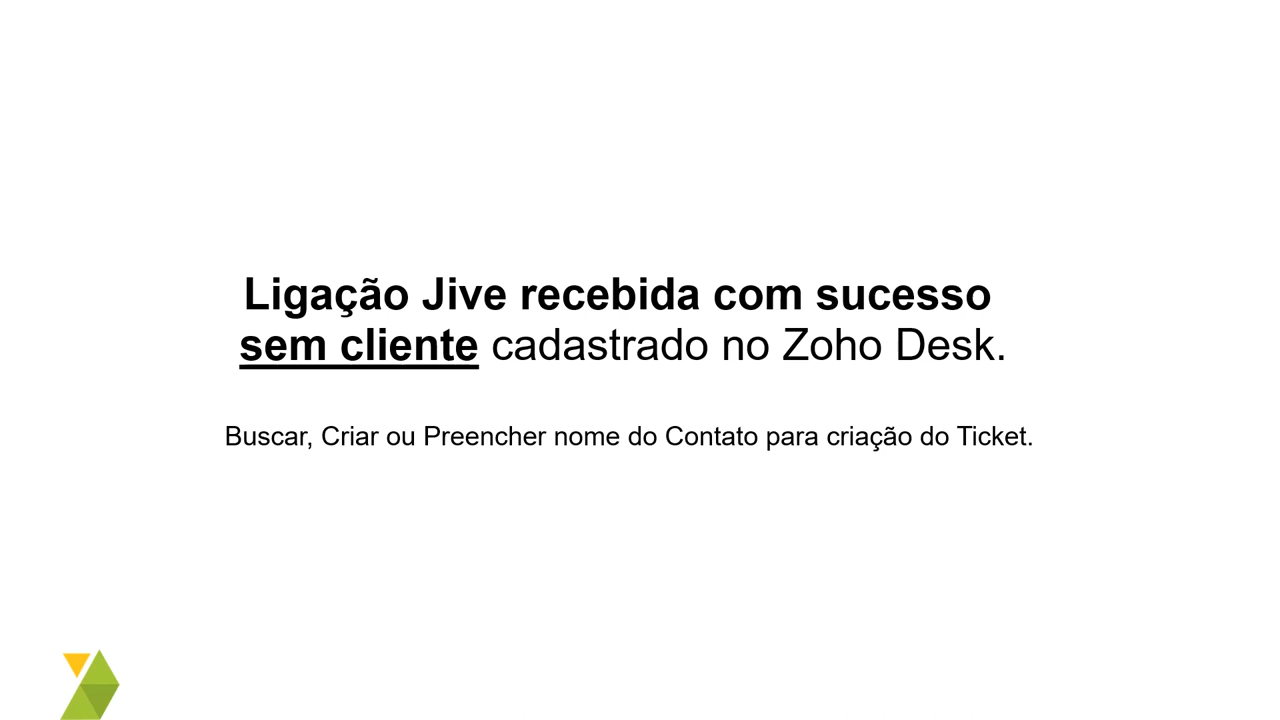 Ligação Jive recebida com sucesso
sem cliente cadastrado no Zoho Desk.
Buscar, Criar ou Preencher nome do Contato para criação do Ticket.